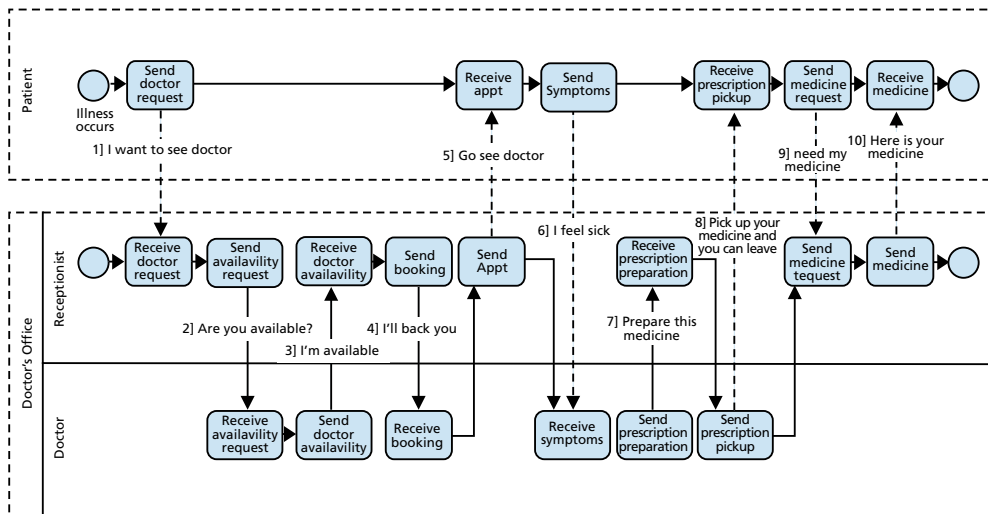 Patient
Illness
occurs
Send
doctor
request
Receive
appt
Send
Symptoms
Receive
prescription
pickup
Send
medicine
request
Receive
medicine
1] I want to see doctor
5] Go see doctor
9] need my
medicine
10] Here is your
medicine
Doctor's Office
Receptionist
Receive
doctor
request
Send
availavility
request
Receive
doctor
availavility
Send
booking
Send
Appt
6] I feel sick
Receive
prescription
preparation
8] Pick up your
medicine and
you can leave
Send
medicine
tequest
Send
medicine
2] Are you available?
3] I'm available
4] I'll back you
7] Prepare this
medicine
Doctor
Receive
availavility
request
Send
doctor
availavility
Receive
booking
Receive
symptoms
Send
prescription
preparation
Send
prescription
pickup